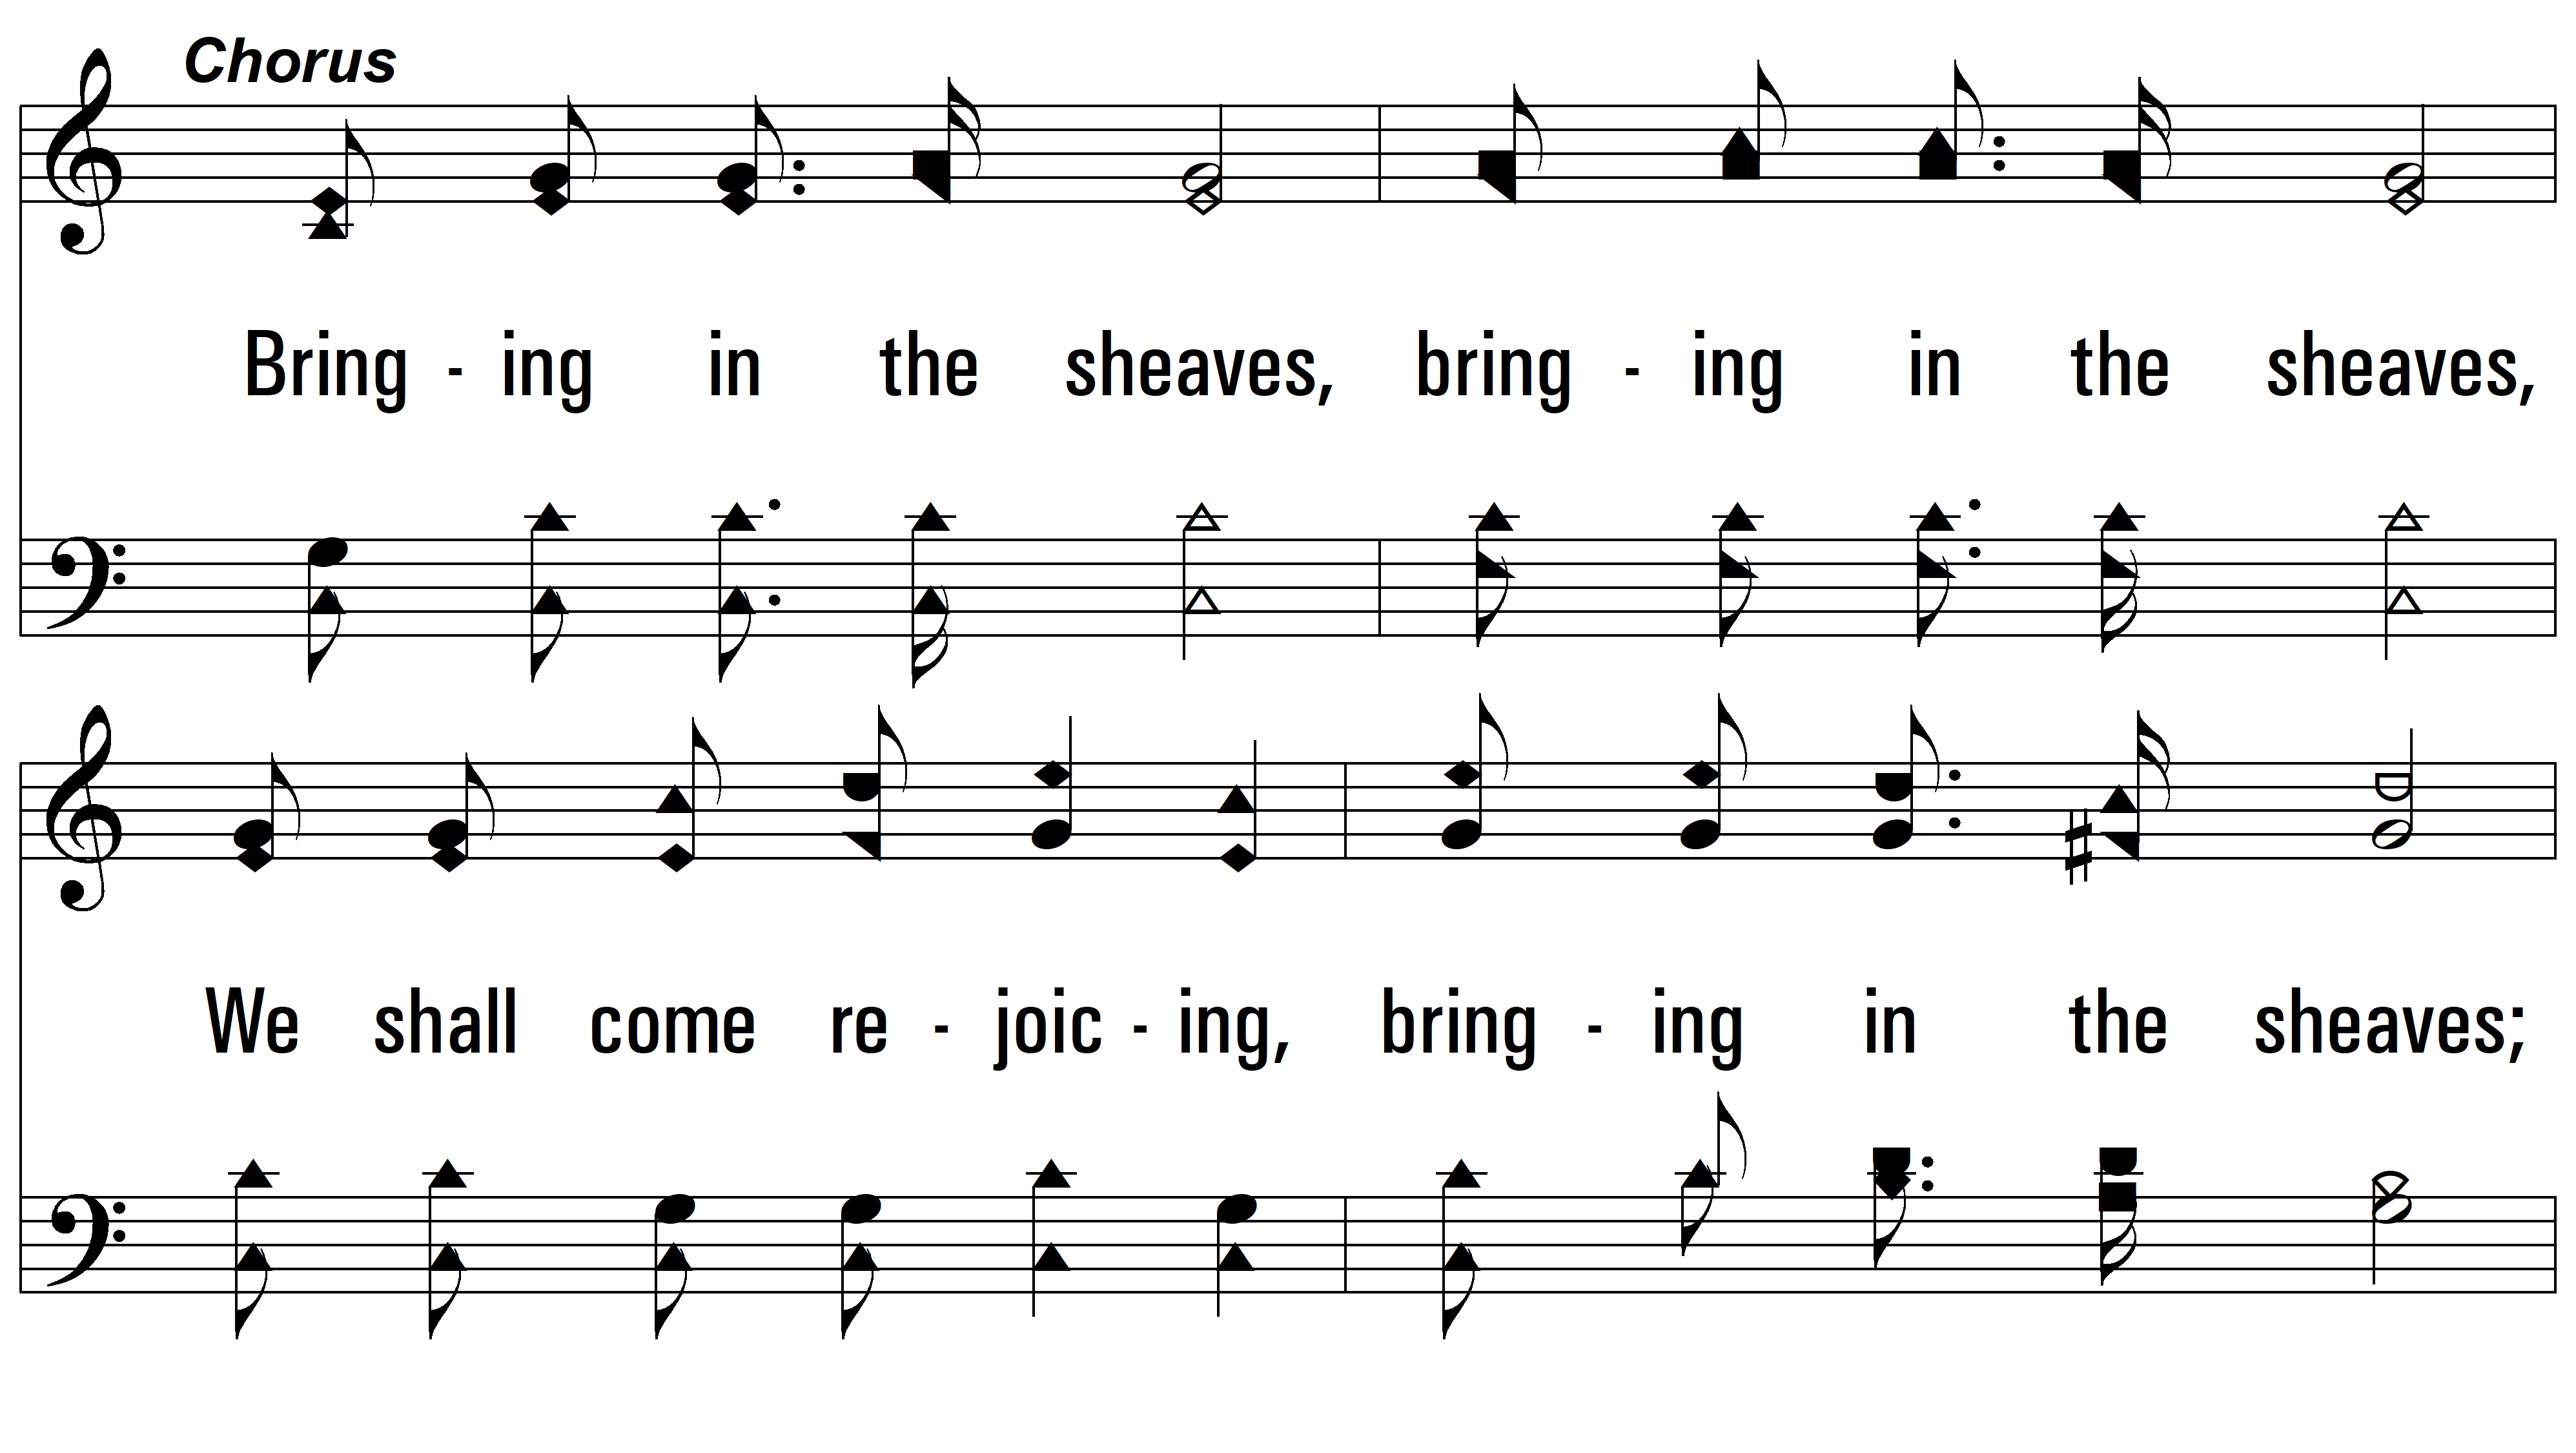 Chorus
Bring - ing in the sheaves, bring - ing in the sheaves,
We shall come re - joic - ing, bring - ing in the sheaves;